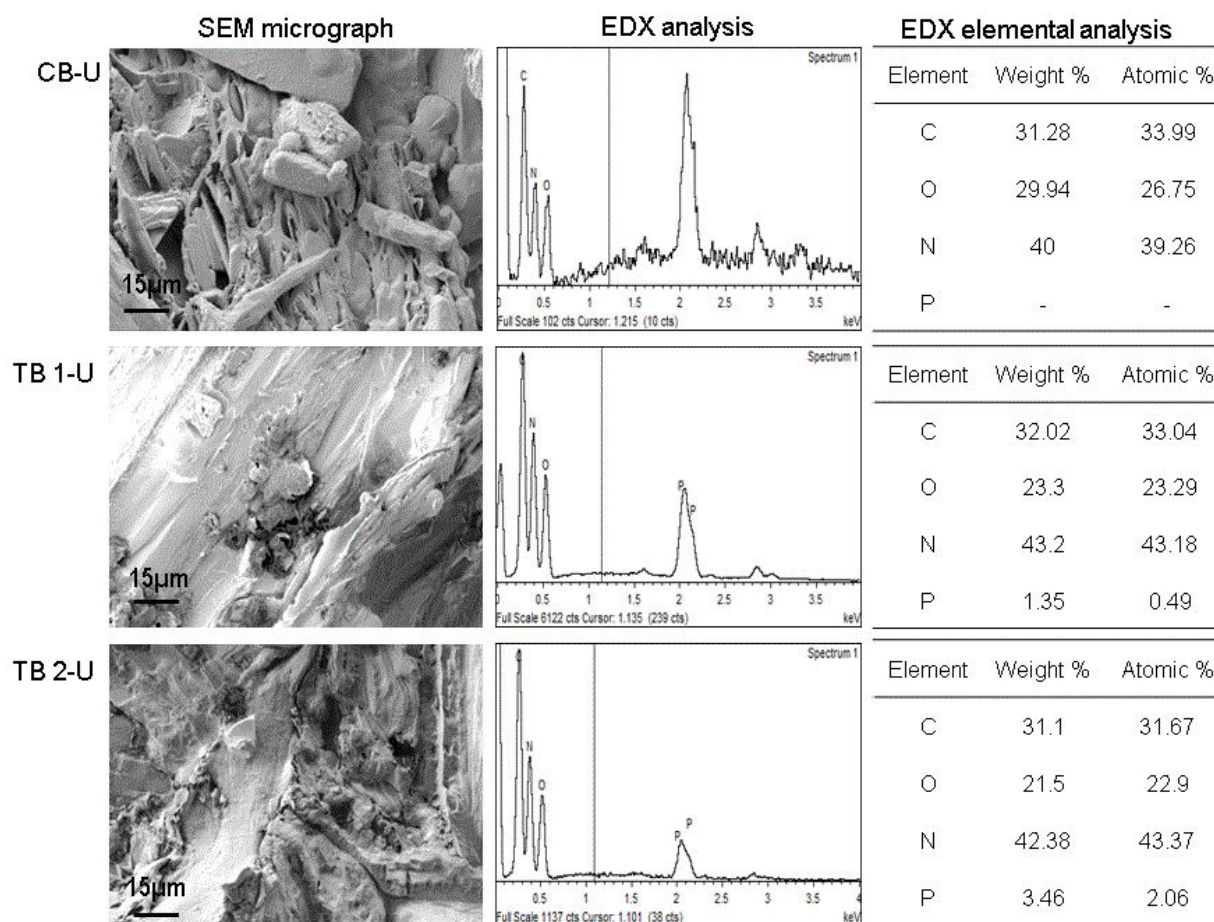 SEM micrograph EDX analysis EDX elemental analysis
CB-U
15µm
Spectrum 1
C
N
O
0 0.5 1 1.5 2 2.5 3 3.5
Full Scale 102 cts Cursor: 1.215 (10 cts) keV
Element Weight % Atomic %
C 31.28 33.99
O 29.94 26.75
N 40 39.26
P - -
TB 1-U
15µm
Spectrum 1
N
O
P
P
0.5 1 1.5 2 2.5 3 3.5
Full Scale 6122 cts Cursor: 1.135 (239 cts) keV
Element Weight % Atomic %
C 32.02 33.04
O 23.3 23.29
N 43.2 43.18
P 1.35 0.49
TB 2-U
15µm
Spectrum 1
N
O
P
P
0.5 1 1.5 2 2.5 3 3.5 4
Full Scale 1137 cts Cursor: 1.101 (38 cts) keV
Element Weight % Atomic %
C 31.1 31.67
O 21.5 22.9
N 42.38 43.37
P 3.46 2.06